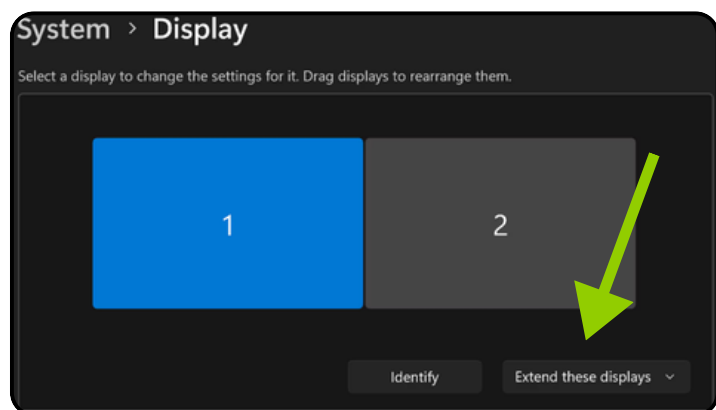 System > Display
Select a display to change the settings for it. Drag displays to rearrange them.
1
2
Identify
Extend these displays